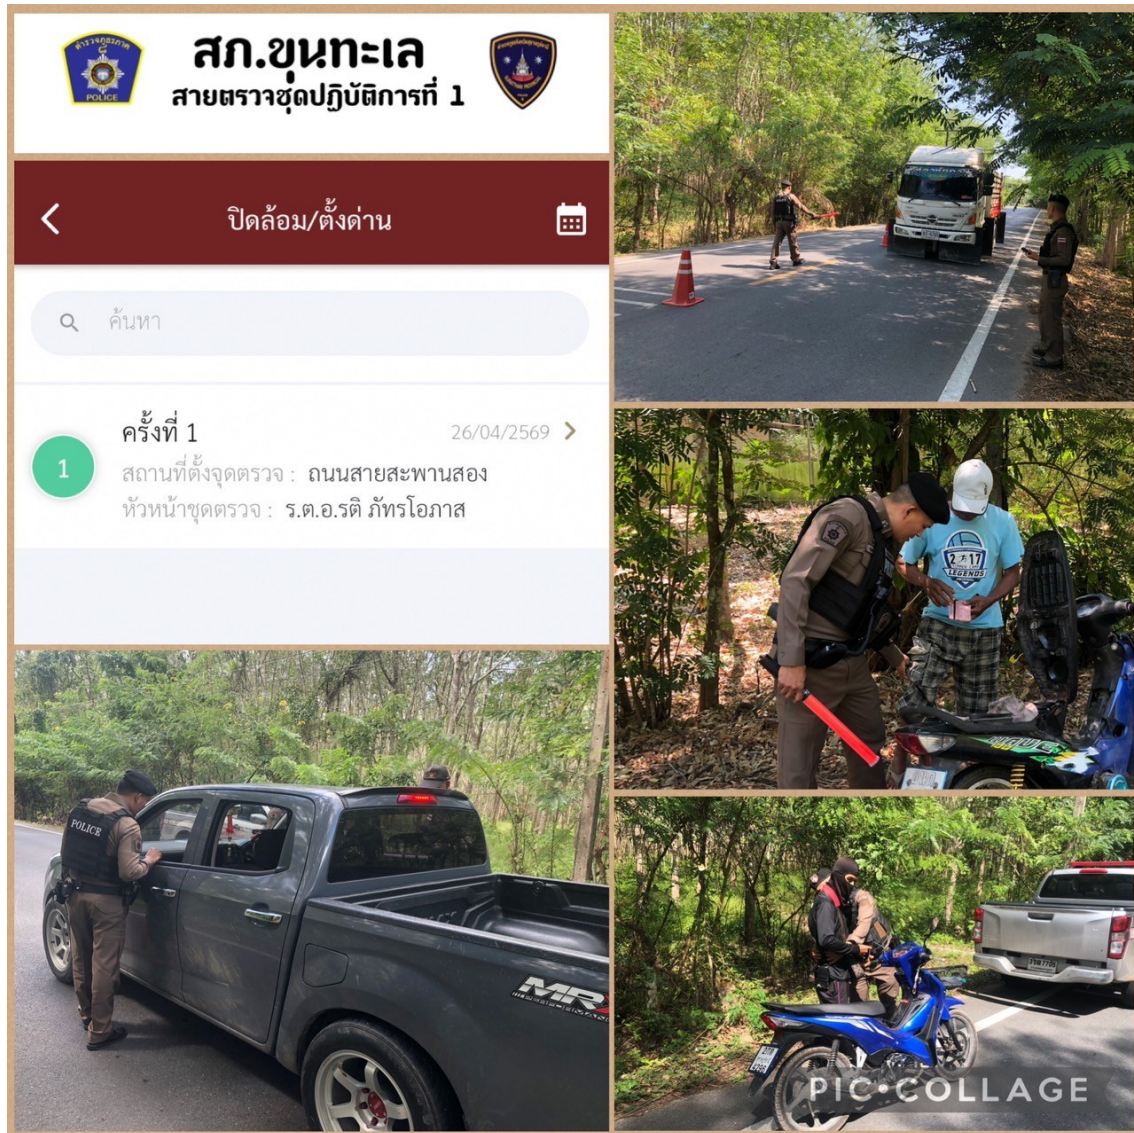 สภ.ขุนทะเล
สายตรวจชุดปฏิบัติการที่ 1
POLICE
ปิดล้อม/ตั้งด่าน
ค้นหา
1
ครั้งที่ 1
26/04/2569
สถานที่ตั้งจุดตรวจ : ถนนสายสะพานสอง
หัวหน้าชุดตรวจ : ร.ต.อ.รติ ภัทรโอภาส
2 17
LEGENDS
POLICE
PIC•COLLAGE